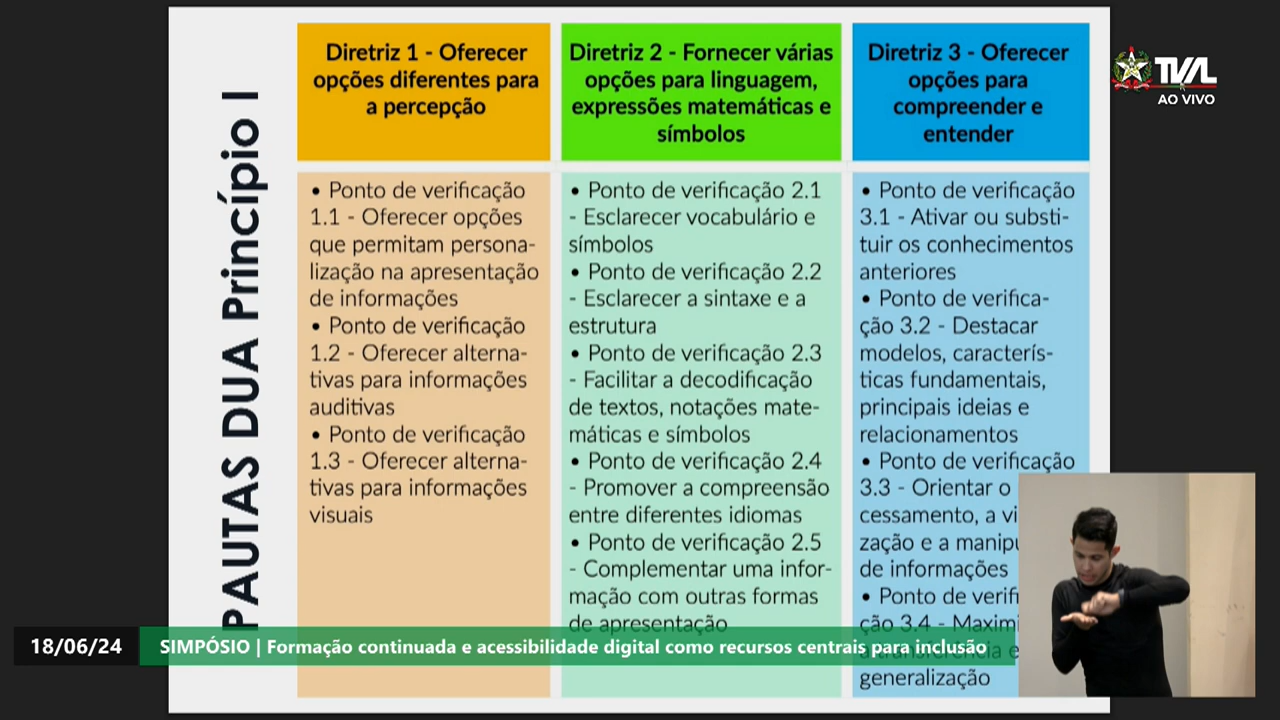 PAUTAS DUA Princípio I
Diretriz 1 - Oferecer
opções diferentes para
a percepção
• Ponto de verificação
1.1 - Oferecer opções
que permitam persona-
lização na apresentação
de informações
• Ponto de verificação
1.2 - Oferecer alterna-
tivas para informações
auditivas
• Ponto de verificação
1.3 - Oferecer alterna-
tivas para informações
visuais
Diretriz 2 - Fornecer várias
opções para linguagem,
expressões matemáticas e
símbolos
• Ponto de verificação 2.1
- Esclarecer vocabulário e
símbolos
• Ponto de verificação 2.2
- Esclarecer a sintaxe e a
estrutura
• Ponto de verificação 2.3
- Facilitar a decodificação
de textos, notações mate-
máticas e símbolos
• Ponto de verificação 2.4
- Promover a compreensão
entre diferentes idiomas
• Ponto de verificação 2.5
- Complementar uma infor-
mação com outras formas
de apresentação
Diretriz 3 - Oferecer
opções para
compreender e
entender
• Ponto de verificação
3.1 - Ativar ou substi-
tuir os conhecimentos
anteriores
• Ponto de verifica-
ção 3.2 - Destacar
modelos, caracterís-
ticas fundamentais,
principais ideias e
relacionamentos
• Ponto de verificação
3.3 - Orientar o
cessamento, a vi
zação e a manipu
de informações
• Ponto de verifi
ção 3.4 - Maximi
a transferência e
generalização
TVAL
AO VIVO
18/06/24
SIMPÓSIO | Formação continuada e acessibilidade digital como recursos centrais para inclusão